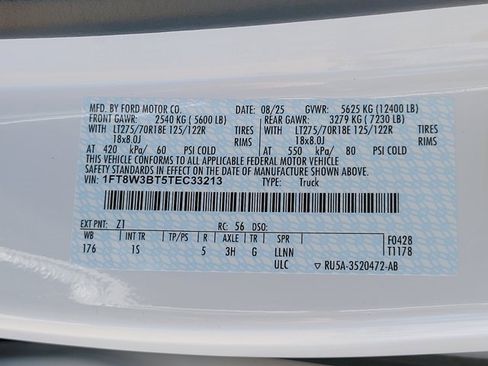 MFD. BY FORD MOTOR CO. DATE: 08/25 GVWR: 5625 KG (12400 LB)
FRONT GAWR: 2540 KG (5600 LB) REAR GAWR: 3279 KG (7230 LB)
WITH LT275/70R18E 125/122R TIRES WITH LT275/70R18E 125/122R TIRES
18x8.0J RIMS 18x8.0J RIMS
AT 420 kPa/ 60 PSI COLD AT 550 kPa/ 80 PSI COLD
THIS VEHICLE CONFORMS TO ALL APPLICABLE FEDERAL MOTOR VEHICLE
SAFETY STANDARDS IN EFFECT ON THE DATE OF MANUFACTURE SHOWN ABOVE.
VIN: 1FT8W3BT5TEC33213 TYPE: Truck
EXT PNT: Z1 RC: 56 DSO:
WB INT TR TP/PS R AXLE TR SPR F0428
176 1S 5 3H G LLNN T1178
ULC ▽ RU5A-3520472-AB